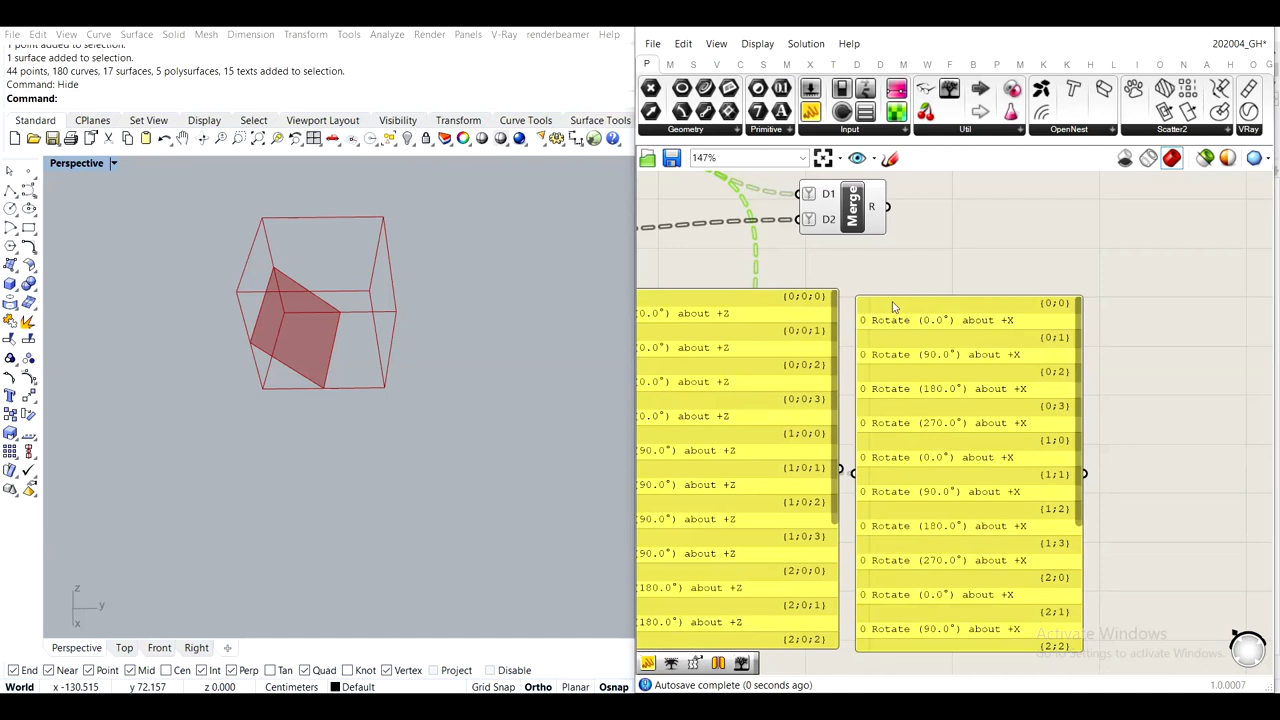 File Edit View Curve Surface Solid Mesh Dimension Transform Tools Analyze Render Panels V-Ray renderbeamer Help
1 surface added to selection.
44 points, 180 curves, 17 surfaces, 5 polysurfaces, 15 texts added to selection.
Command: Hide
Command:
Standard CPlanes Set View Display Select Viewport Layout Visibility Transform Curve Tools Surface Tools
Perspective
z
y
x
Perspective Top Front Right
End Near Point Mid Cen Int Perp Tan Quad Knot Vertex Project Disable
World x -130.515 y 72.157 z 0.000 Centimeters Default Grid Snap Ortho Planar Osnap
File Edit View Display Solution Help 202004_GH*
P M S V C S M I T D D M W F B P M K K L H L A D E O G
Geometry Primitive Input Util OpenNest Scatter2 VRay
147%
D1
D2
Merge
R
{0;0;0}
(0.0°) about +Z
{0;0;1}
(0.0°) about +Z
{0;0;2}
(0.0°) about +Z
{0;0;3}
(0.0°) about +Z
{1;0;0}
(90.0°) about +Z
{1;0;1}
(90.0°) about +Z
{1;0;2}
(90.0°) about +Z
{1;0;3}
(90.0°) about +Z
{2;0;0}
(180.0°) about +Z
{2;0;1}
(180.0°) about +Z
{2;0;2}
{0;0}
0 Rotate (0.0°) about +X
{0;1}
0 Rotate (90.0°) about +X
{0;2}
0 Rotate (180.0°) about +X
{0;3}
0 Rotate (270.0°) about +X
{1;0}
0 Rotate (0.0°) about +X
{1;1}
0 Rotate (90.0°) about +X
{1;2}
0 Rotate (180.0°) about +X
{1;3}
0 Rotate (270.0°) about +X
{2;0}
0 Rotate (0.0°) about +X
{2;1}
0 Rotate (90.0°) about +X
{2;2}
Activate Windows
Go to Settings to activate Windows.
Autosave complete (0 seconds ago) 1.0.0007